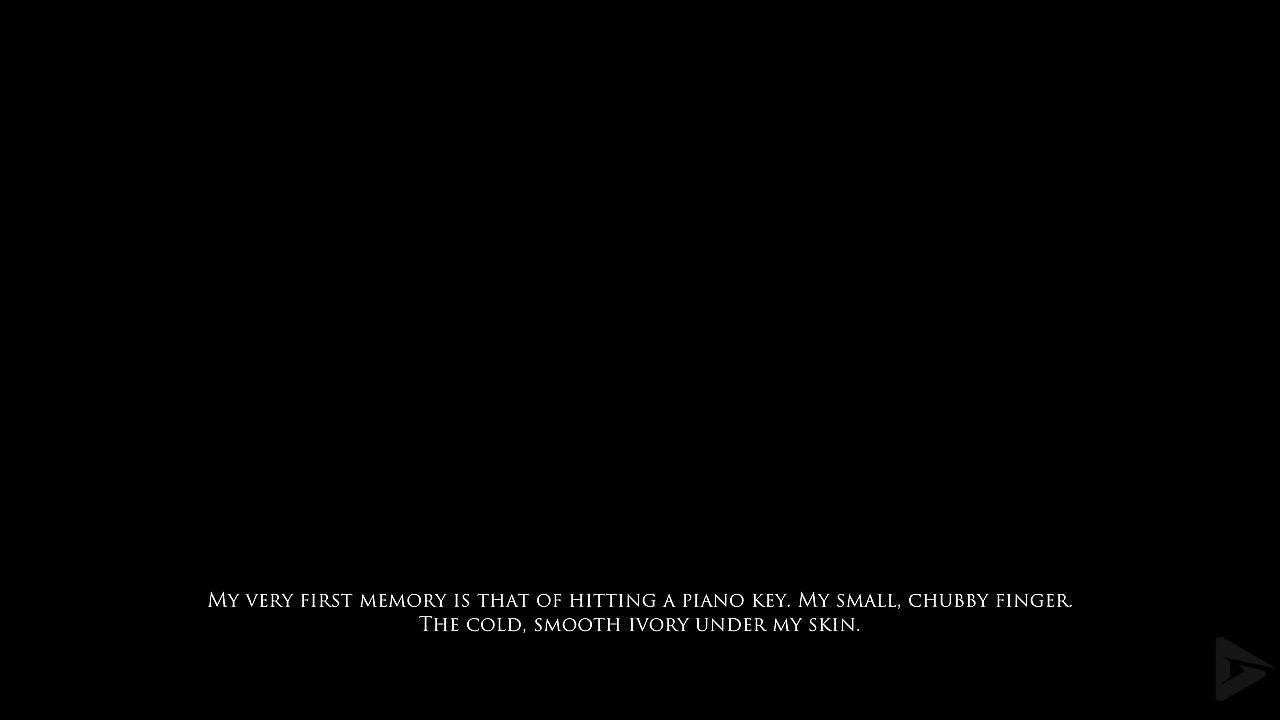 My very first memory is that of hitting a piano key. My small, chubby finger.
The cold, smooth ivory under my skin.